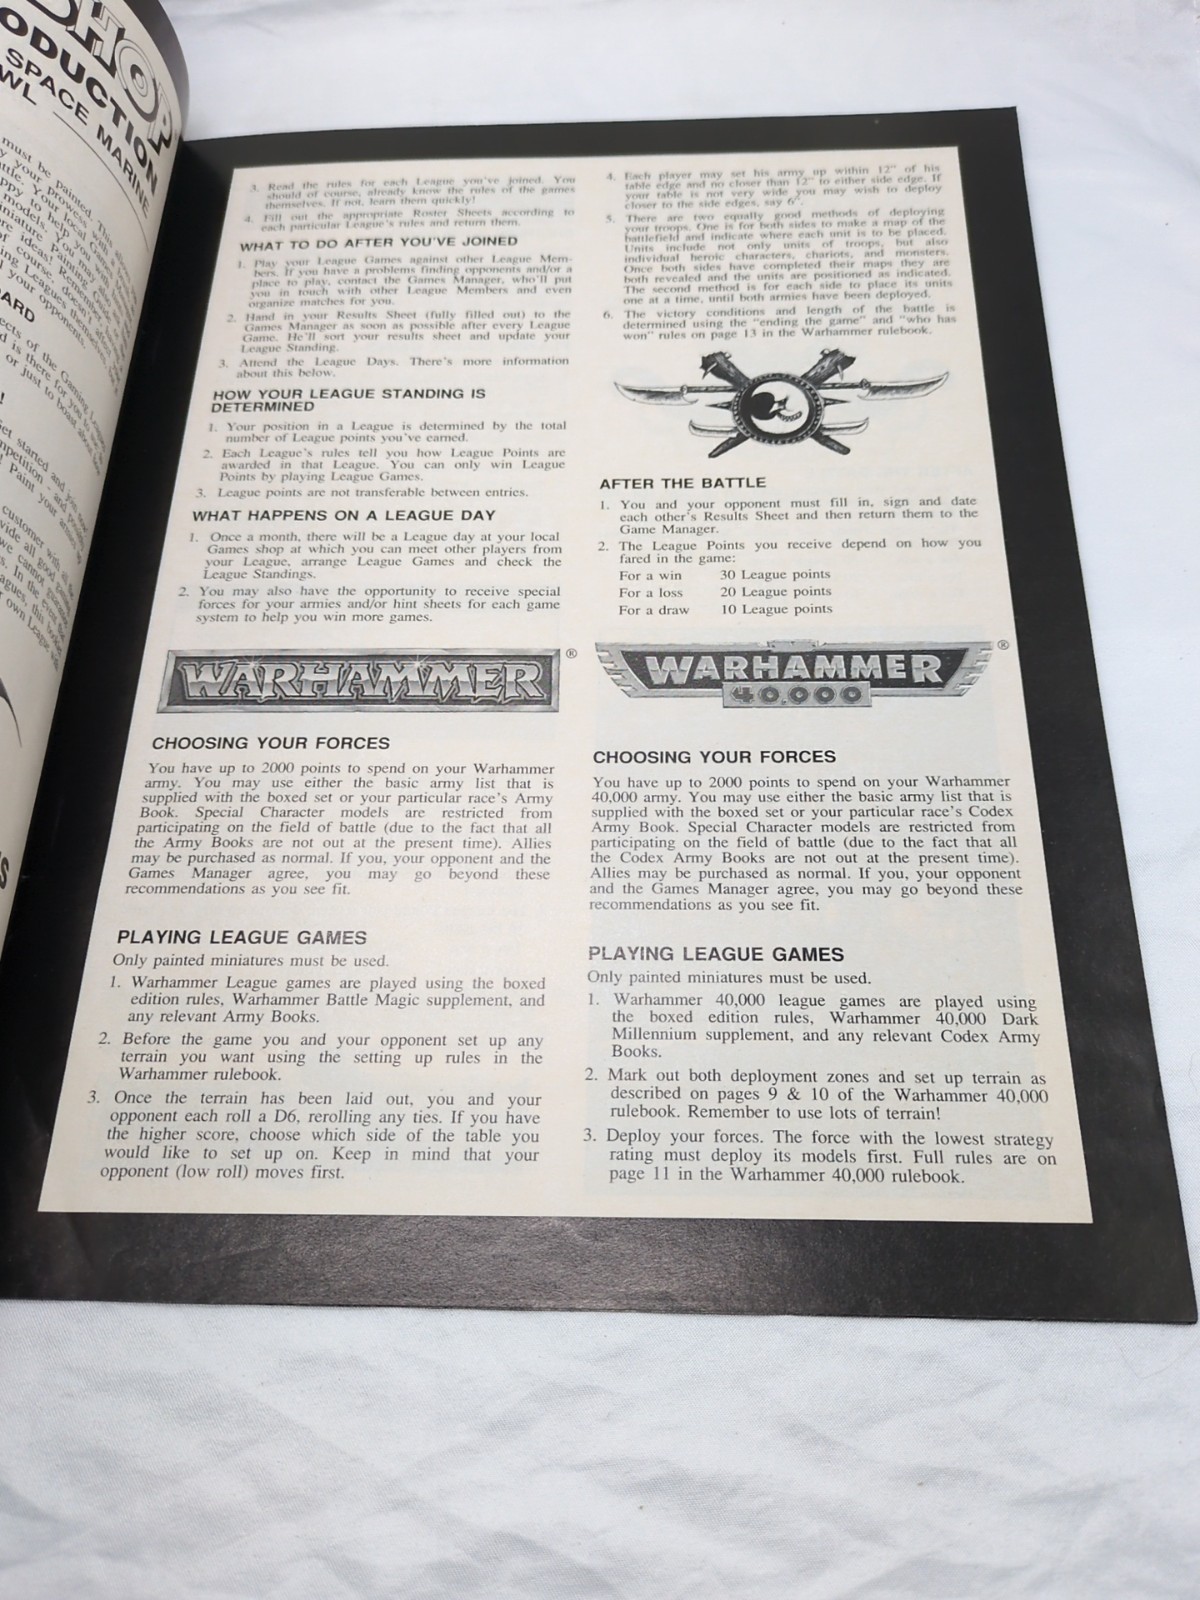 SHOP
ODUCTION
SPACE MARINE
WL
must be painted. This
ARD
3. Read the rules for each League you've joined. You
should of course, already know the rules of the games
themselves. If not, learn them quickly!
4. Fill out the appropriate Roster Sheets according to
each particular League's rules and return them.
WHAT TO DO AFTER YOU'VE JOINED
1. Play your League Games against other League Mem-
bers. If you have a problems finding opponents and/or a
place to play, contact the Games Manager, who'll put
you in touch with other League Members and even
organize matches for you.
2. Hand in your Results Sheet (fully filled out) to the
Games Manager as soon as possible after every League
Game. He'll sort your results sheet and update your
League Standing.
3. Attend the League Days. There's more information
about this below.
HOW YOUR LEAGUE STANDING IS
DETERMINED
1. Your position in a League is determined by the total
number of League points you've earned.
2. Each League's rules tell you how League Points are
awarded in that League. You can only win League
Points by playing League Games.
3. League points are not transferable between entries.
WHAT HAPPENS ON A LEAGUE DAY
1. Once a month, there will be a League day at your local
Games shop at which you can meet other players from
your League, arrange League Games and check the
League Standings.
2. You may also have the opportunity to receive special
forces for your armies and/or hint sheets for each game
system to help you win more games.
WARHAMMER ®
CHOOSING YOUR FORCES
You have up to 2000 points to spend on your Warhammer
army. You may use either the basic army list that is
supplied with the boxed set or your particular race's Army
Book. Special Character models are restricted from
participating on the field of battle (due to the fact that all
the Army Books are not out at the present time). Allies
may be purchased as normal. If you, your opponent and the
Games Manager agree, you may go beyond these
recommendations as you see fit.
PLAYING LEAGUE GAMES
Only painted miniatures must be used.
1. Warhammer League games are played using the boxed
edition rules, Warhammer Battle Magic supplement, and
any relevant Army Books.
2. Before the game you and your opponent set up any
terrain you want using the setting up rules in the
Warhammer rulebook.
3. Once the terrain has been laid out, you and your
opponent each roll a D6, rerolling any ties. If you have
the higher score, choose which side of the table you
would like to set up on. Keep in mind that your
opponent (low roll) moves first.
4. Each player may set his army up within 12" of his
table edge and no closer than 12" to either side edge. If
your table is not very wide you may wish to deploy
closer to the side edges, say 6".
5. There are two equally good methods of deploying
your troops. One is for both sides to make a map of the
battlefield and indicate where each unit is to be placed.
Units include not only units of troops, but also
individual heroic characters, chariots, and monsters.
Once both sides have completed their maps they are
both revealed and the units are positioned as indicated.
The second method is for each side to place its units
one at a time, until both armies have been deployed.
6. The victory conditions and length of the battle is
determined using the "ending the game" and "who has
won" rules on page 13 in the Warhammer rulebook.
AFTER THE BATTLE
1. You and your opponent must fill in, sign and date
each other's Results Sheet and then return them to the
Game Manager.
2. The League Points you receive depend on how you
fared in the game:
For a win 30 League points
For a loss 20 League points
For a draw 10 League points
WARHAMMER ®
40,000
CHOOSING YOUR FORCES
You have up to 2000 points to spend on your Warhammer
40,000 army. You may use either the basic army list that is
supplied with the boxed set or your particular race's Codex
Army Book. Special Character models are restricted from
participating on the field of battle (due to the fact that all
the Codex Army Books are not out at the present time).
Allies may be purchased as normal. If you, your opponent
and the Games Manager agree, you may go beyond these
recommendations as you see fit.
PLAYING LEAGUE GAMES
Only painted miniatures must be used.
1. Warhammer 40,000 league games are played using
the boxed edition rules, Warhammer 40,000 Dark
Millennium supplement, and any relevant Codex Army
Books.
2. Mark out both deployment zones and set up terrain as
described on pages 9 & 10 of the Warhammer 40,000
rulebook. Remember to use lots of terrain!
3. Deploy your forces. The force with the lowest strategy
rating must deploy its models first. Full rules are on
page 11 in the Warhammer 40,000 rulebook.